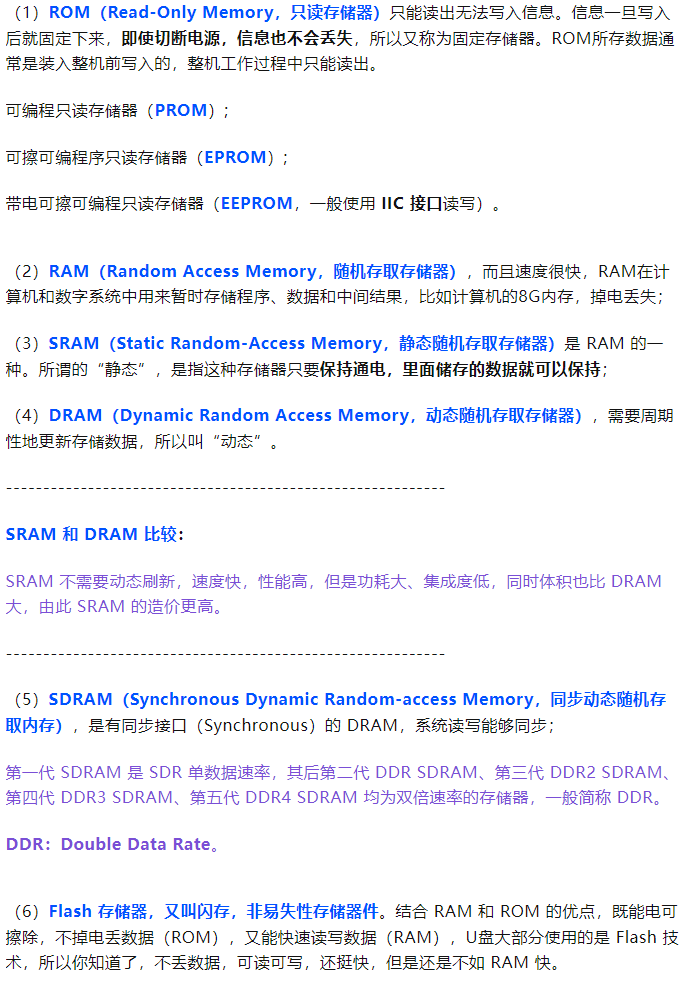 （1）ROM（Read-Only Memory，只读存储器）只能读出无法写入信息。信息一旦写入
后就固定下来，即使切断电源，信息也不会丢失，所以又称为固定存储器。ROM所存数据通
常是装入整机前写入的，整机工作过程中只能读出。
可编程只读存储器（PROM）；
可擦可编程序只读存储器（EPROM）；
带电可擦可编程只读存储器（EEPROM，一般使用 IIC 接口读写）。
（2）RAM（Random Access Memory，随机存取存储器），而且速度很快，RAM在计
算机和数字系统中用来暂时存储程序、数据和中间结果，比如计算机的8G内存，掉电丢失；
（3）SRAM（Static Random-Access Memory，静态随机存取存储器）是 RAM 的一
种。所谓的“静态”，是指这种存储器只要保持通电，里面储存的数据就可以保持；
（4）DRAM（Dynamic Random Access Memory，动态随机存取存储器），需要周期
性地更新存储数据，所以叫“动态”。
-----------------------------------------------------------
SRAM 和 DRAM 比较：
SRAM 不需要动态刷新，速度快，性能高，但是功耗大、集成度低，同时体积也比 DRAM
大，由此 SRAM 的造价更高。
-----------------------------------------------------------
（5）SDRAM（Synchronous Dynamic Random-access Memory，同步动态随机存
取内存），是有同步接口（Synchronous）的 DRAM，系统读写能够同步；
第一代 SDRAM 是 SDR 单数据速率，其后第二代 DDR SDRAM、第三代 DDR2 SDRAM、
第四代 DDR3 SDRAM、第五代 DDR4 SDRAM 均为双倍速率的存储器，一般简称 DDR。
DDR：Double Data Rate。
（6）Flash 存储器，又叫闪存，非易失性存储器件。结合 RAM 和 ROM 的优点，既能电可
擦除，不掉电丢数据（ROM），又能快速读写数据（RAM），U盘大部分使用的是 Flash 技
术，所以你知道了，不丢数据，可读可写，还挺快，但是还是不如 RAM 快。